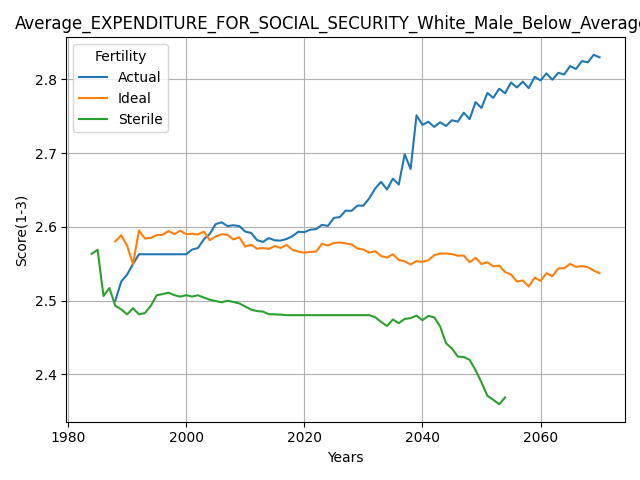 Average_EXPENDITURE_FOR_SOCIAL_SECURITY_White_Male_Below_Average
Fertility
Actual
Ideal
Sterile
Score(1-3)
2.8
2.7
2.6
2.5
2.4
1980 2000 2020 2040 2060
Years